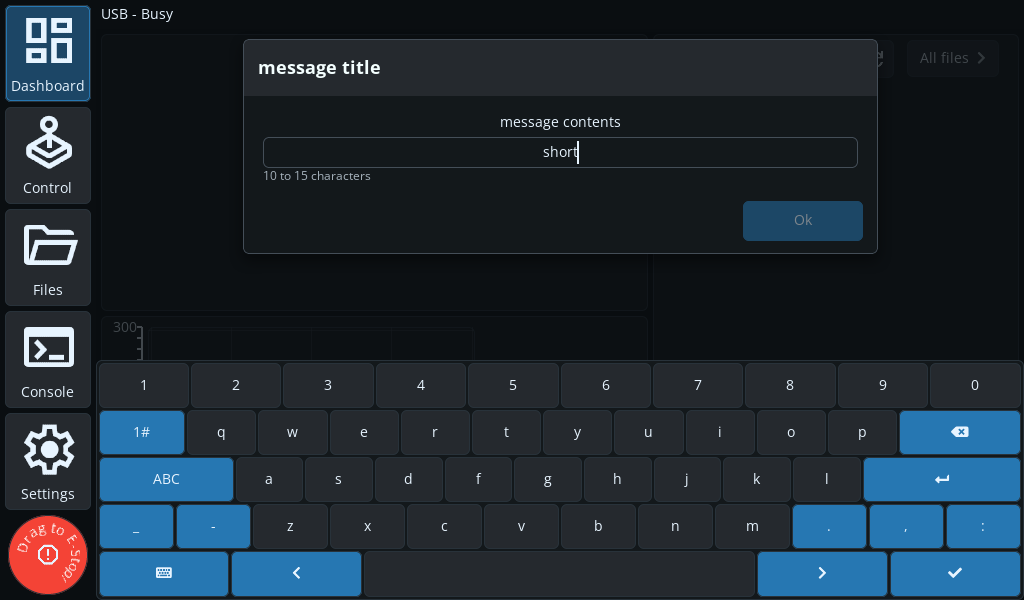 USB - Busy
Dashboard
Control
Files
Console
Settings
Drag to E-Stop!
All files
message title
message contents
short
10 to 15 characters
Ok
300
1 2 3 4 5 6 7 8 9 0
1# q w e r t y u i o p
ABC a s d f g h j k l
_ - z x c v b n m . , :